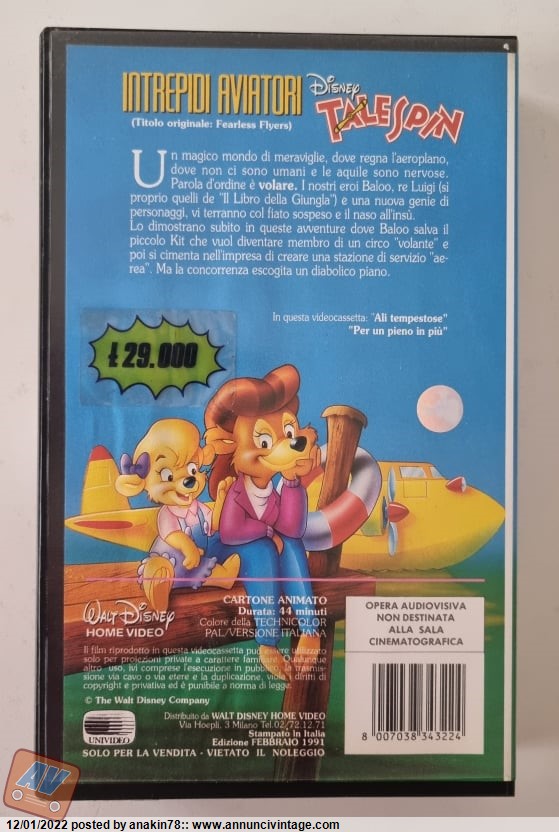 INTREPIDI AVIATORI
(Titolo originale: Fearless Flyers)
DISNEY
TALESPIN
Un magico mondo di meraviglie, dove regna l'aeroplano,
dove non ci sono umani e le aquile sono nervose.
Parola d'ordine è volare. I nostri eroi Baloo, re Luigi (si
proprio quelli de "Il Libro della Giungla") e una nuova genie di
personaggi, vi terranno col fiato sospeso e il naso all'insù.
Lo dimostrano subito in queste avventure dove Baloo salva il
piccolo Kit che vuol diventare membro di un circo "volante" e
poi si cimenta nell'impresa di creare una stazione di servizio "ae-
rea". Ma la concorrenza escogita un diabolico piano.
In questa videocassetta: "Ali tempestose"
"Per un pieno in più"
£ 29.000
WALT DISNEY
HOME VIDEO
CARTONE ANIMATO
Durata: 44 minuti
Colore della TECHNICOLOR
PAL/VERSIONE ITALIANA
OPERA AUDIOVISIVA
NON DESTINATA
ALLA SALA
CINEMATOGRAFICA
Il film riprodotto in questa videocassetta può essere utilizzato
solo per proiezioni private a carattere familiare. Qualunque
altro uso, ivi comprese l'esecuzione in pubblico, la trasmis-
sione via cavo o via etere e la duplicazione, viola i diritti di
copyright e privativa ed è punibile a norma di legge.
© The Walt Disney Company
UNIVIDEO
Distribuito da WALT DISNEY HOME VIDEO
Via Hoepli, 3 Milano Tel.02/72.12.71
Stampato in Italia
Edizione FEBBRAIO 1991
SOLO PER LA VENDITA - VIETATO IL NOLEGGIO
8 007038 343224
AV
12/01/2022 posted by anakin78:: www.annuncivintage.com